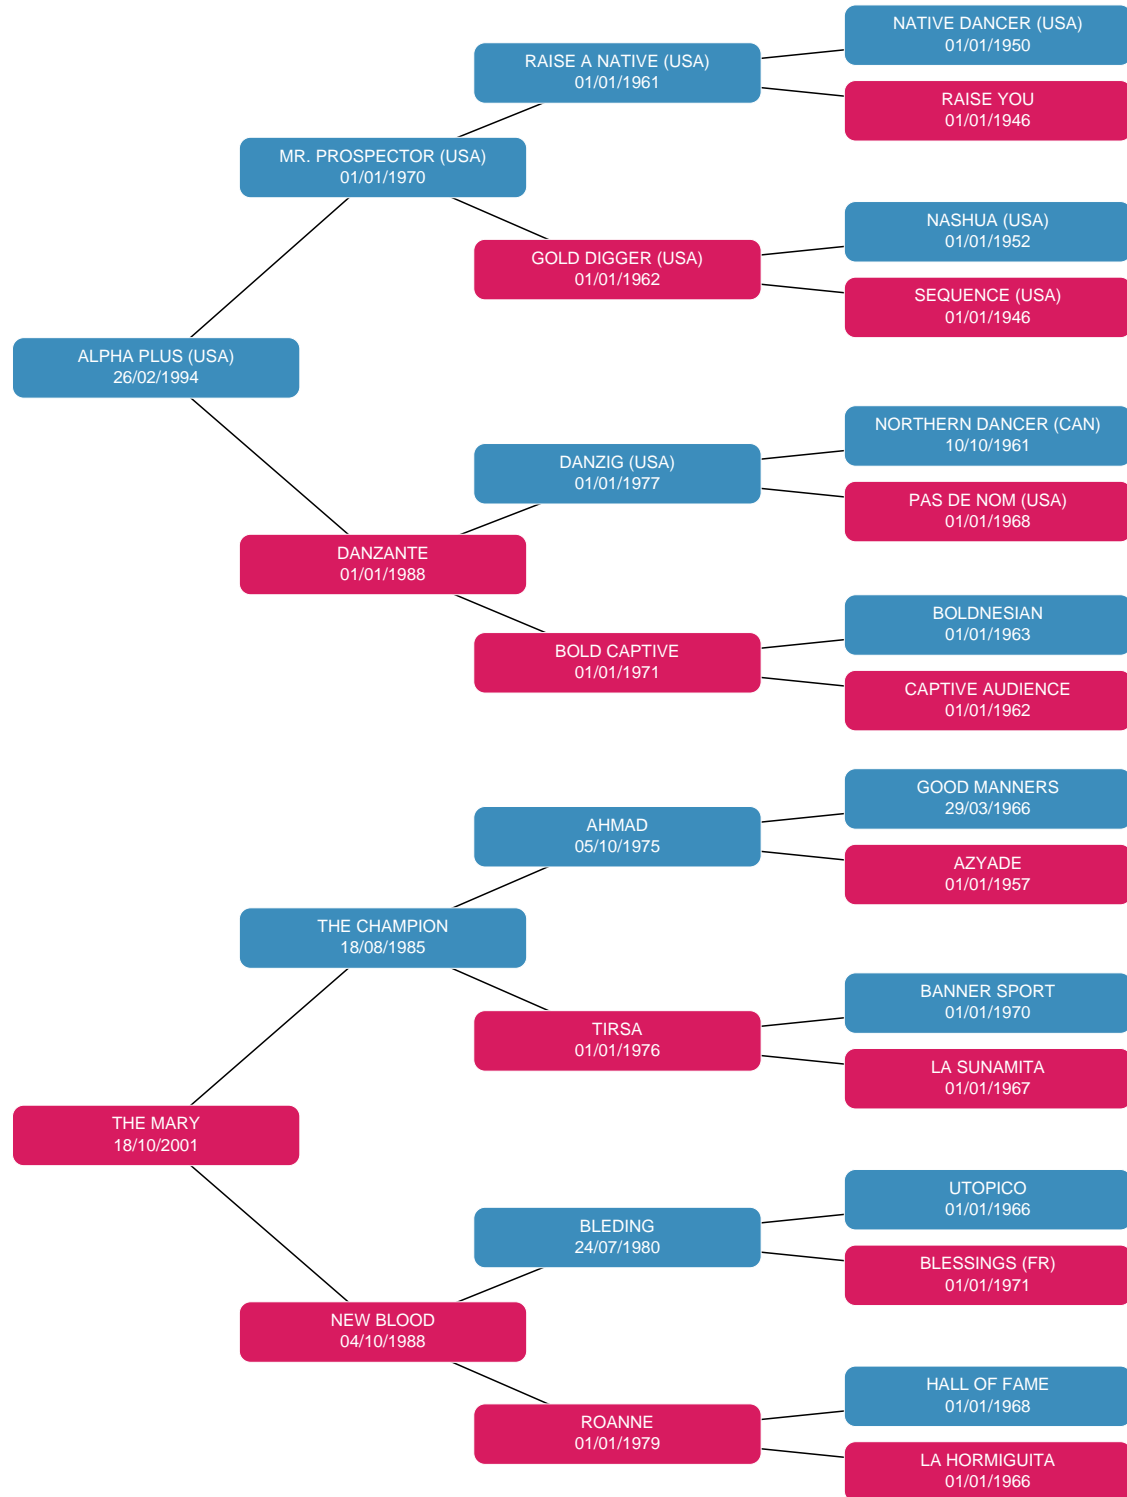 NATIVE DANCER (USA)
01/01/1950
RAISE A NATIVE (USA)
01/01/1961
RAISE YOU
01/01/1946
MR. PROSPECTOR (USA)
01/01/1970
NASHUA (USA)
01/01/1952
GOLD DIGGER (USA)
01/01/1962
SEQUENCE (USA)
01/01/1946
ALPHA PLUS (USA)
26/02/1994
NORTHERN DANCER (CAN)
10/10/1961
DANZIG (USA)
01/01/1977
PAS DE NOM (USA)
01/01/1968
DANZANTE
01/01/1988
BOLDNESIAN
01/01/1963
BOLD CAPTIVE
01/01/1971
CAPTIVE AUDIENCE
01/01/1962
GOOD MANNERS
29/03/1966
AHMAD
05/10/1975
AZYADE
01/01/1957
THE CHAMPION
18/08/1985
BANNER SPORT
01/01/1970
TIRSA
01/01/1976
LA SUNAMITA
01/01/1967
THE MARY
18/10/2001
UTOPICO
01/01/1966
BLEDING
24/07/1980
BLESSINGS (FR)
01/01/1971
NEW BLOOD
04/10/1988
HALL OF FAME
01/01/1968
ROANNE
01/01/1979
LA HORMIGUITA
01/01/1966